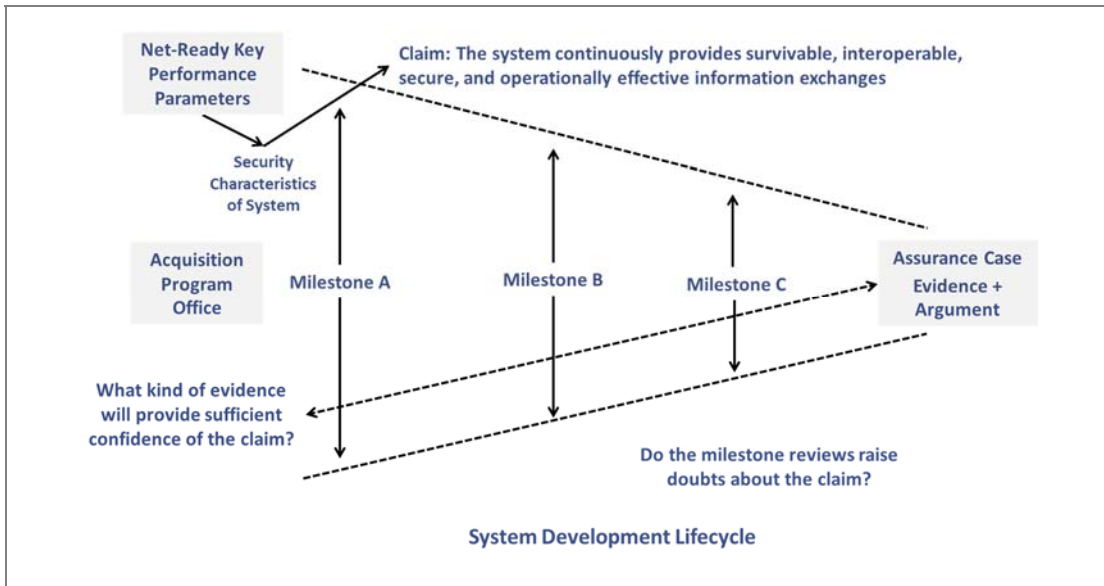 Net-Ready Key
Performance
Parameters
Claim: The system continuously provides survivable, interoperable,
secure, and operationally effective information exchanges
Security
Characteristics
of System
Acquisition
Program
Office
Milestone A
Milestone B
Milestone C
Assurance Case
Evidence +
Argument
What kind of evidence
will provide sufficient
confidence of the claim?
Do the milestone reviews raise
doubts about the claim?
System Development Lifecycle